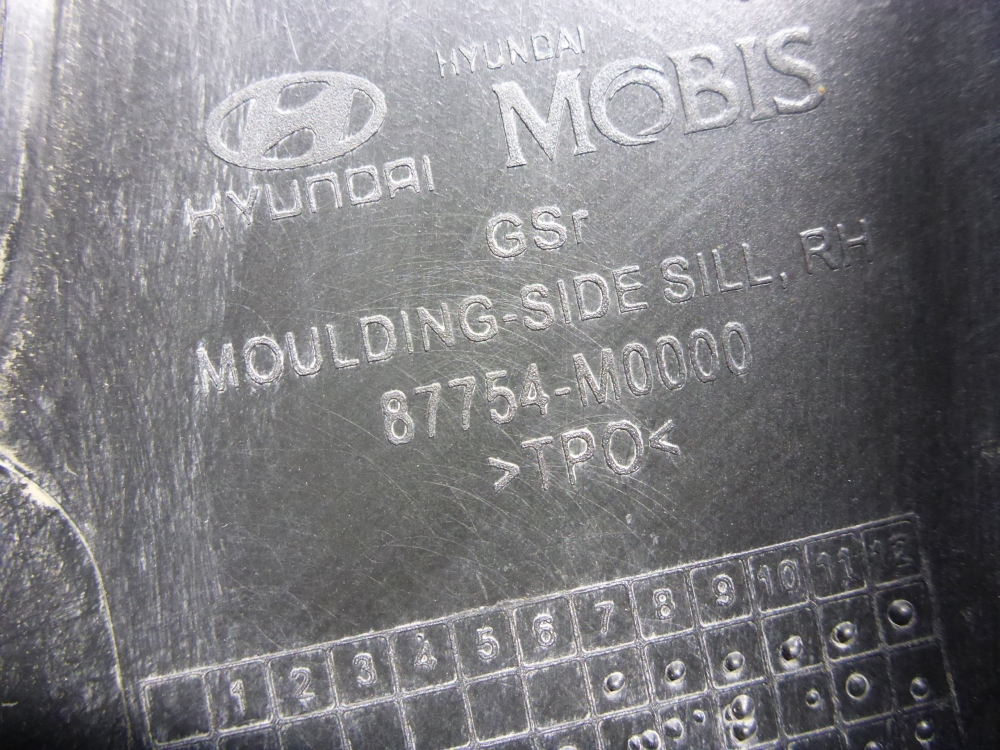 HYUNDAI
MOBIS
HYUNDAI
GSr
MOULDING-SIDE SILL, RH
87754-M0000
>TPO<
1 2 3 4 5 6 7 8 9 10 11 12